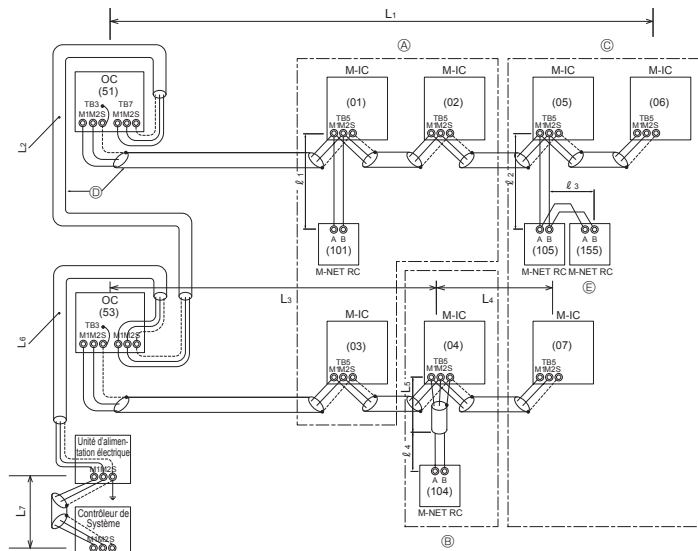 L1
A
C
M-IC
M-IC
M-IC
M-IC
OC
(51)
TB3
TB7
M1M2S
M1M2S
(01)
TB5
M1M2S
(02)
TB5
M1M2S
(05)
TB5
M1M2S
(06)
TB5
M1M2S
L2
D
ℓ1
ℓ2
ℓ3
A B
(101)
M-NET RC
A B
(105)
M-NET RC
A B
(155)
M-NET RC
E
L3
L4
OC
(53)
TB3
M1M2S
M1M2S
M-IC
(03)
TB5
M1M2S
M-IC
(04)
TB5
M1M2S
M-IC
(07)
TB5
M1M2S
L6
L5
ℓ4
A B
(104)
M-NET RC
B
Unité d'alimen-
tation électrique
M1M2S
L7
Contrôleur de
Système